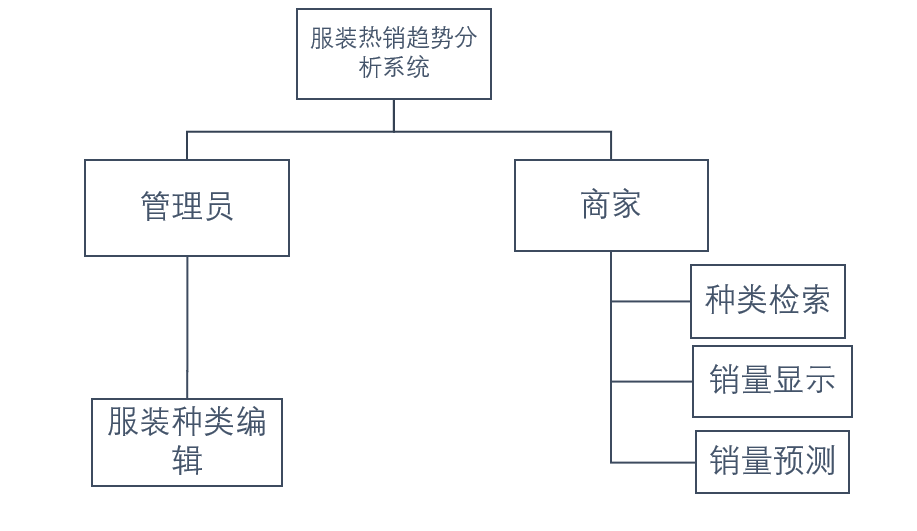 服装热销趋势分
析系统
管理员
商家
种类检索
销量显示
服装种类编
辑
销量预测